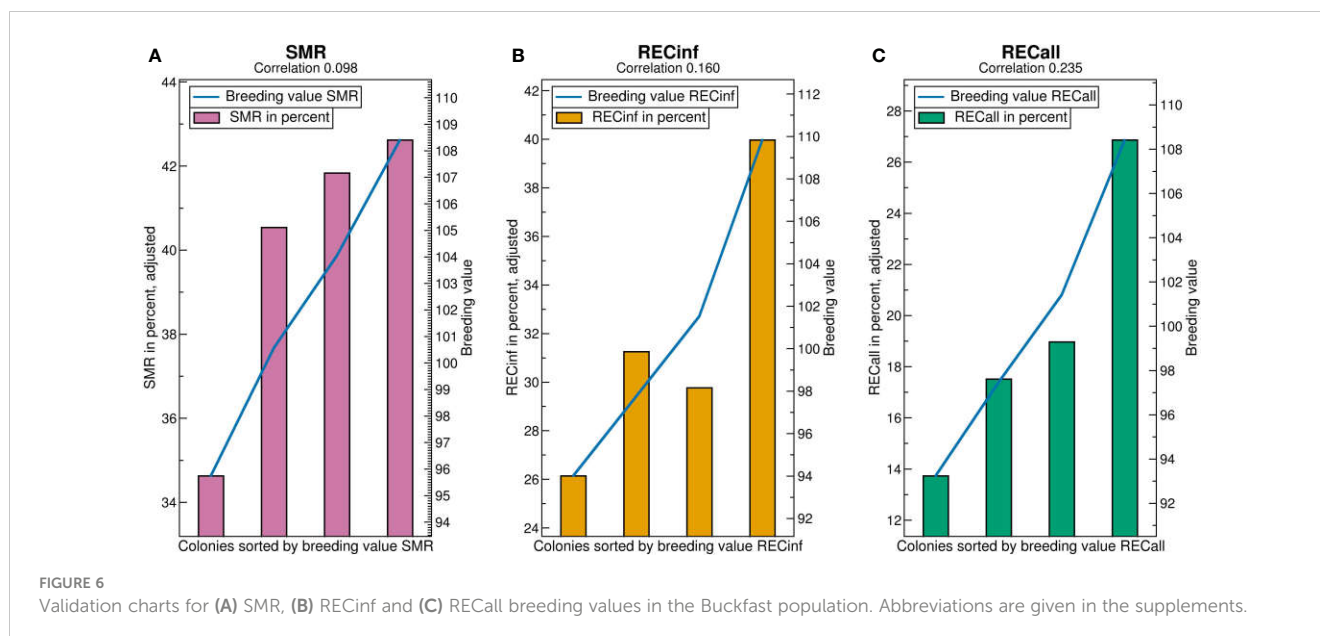 A
SMR
Correlation 0.098
44
42
40
38
36
34
SMR in percent, adjusted
Breeding value SMR
SMR in percent
110
109
108
107
106
105
104
103
102
101
100
99
98
97
96
95
94
Breeding value
Colonies sorted by breeding value SMR
B
RECinf
Correlation 0.160
42
40
38
36
34
32
30
28
26
24
RECinf in percent, adjusted
Breeding value RECinf
RECinf in percent
112
110
108
106
104
102
100
98
96
94
92
Breeding value
Colonies sorted by breeding value RECinf
C
RECall
Correlation 0.235
28
26
24
22
20
18
16
14
12
RECall in percent, adjusted
Breeding value RECall
RECall in percent
110
108
106
104
102
100
98
96
94
92
Breeding value
Colonies sorted by breeding value RECall
FIGURE 6
Validation charts for (A) SMR, (B) RECinf and (C) RECall breeding values in the Buckfast population. Abbreviations are given in the supplements.